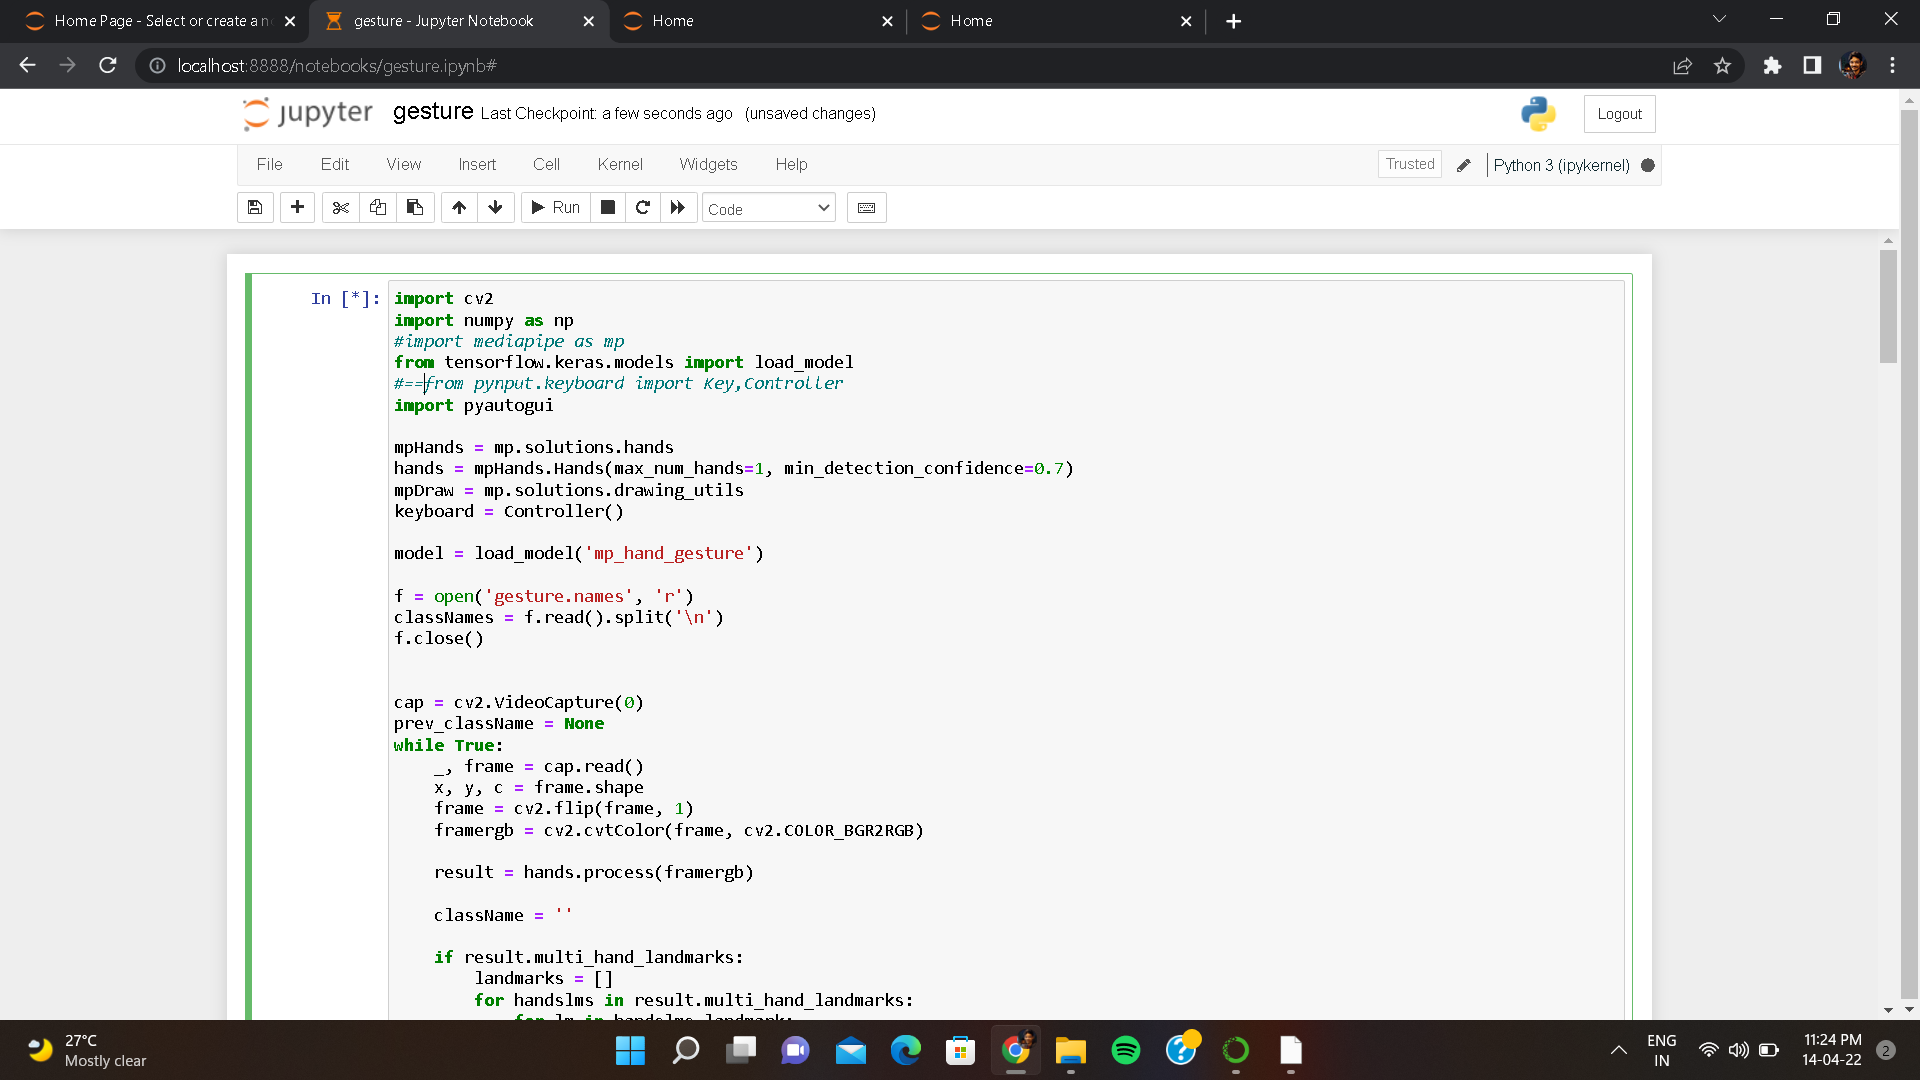 Home Page - Select or create a n
gesture - Jupyter Notebook
Home
Home
localhost:8888/notebooks/gesture.ipynb#
jupyter gesture Last Checkpoint: a few seconds ago (unsaved changes)
Logout
File Edit View Insert Cell Kernel Widgets Help
Trusted
Python 3 (ipykernel)
Run
Code
In [*]:
import cv2
import numpy as np
#import mediapipe as mp
from tensorflow.keras.models import load_model
#==from pynput.keyboard import Key,Controller
import pyautogui
mpHands = mp.solutions.hands
hands = mpHands.Hands(max_num_hands=1, min_detection_confidence=0.7)
mpDraw = mp.solutions.drawing_utils
keyboard = Controller()
model = load_model('mp_hand_gesture')
f = open('gesture.names', 'r')
classNames = f.read().split('\n')
f.close()
cap = cv2.VideoCapture(0)
prev_className = None
while True:
    _, frame = cap.read()
    x, y, c = frame.shape
    frame = cv2.flip(frame, 1)
    framergb = cv2.cvtColor(frame, cv2.COLOR_BGR2RGB)
    result = hands.process(framergb)
    className = ''
    if result.multi_hand_landmarks:
        landmarks = []
        for handslms in result.multi_hand_landmarks:
            for lm in handslms.landmark:
27°C
Mostly clear
ENG
IN
11:24 PM
14-04-22
2